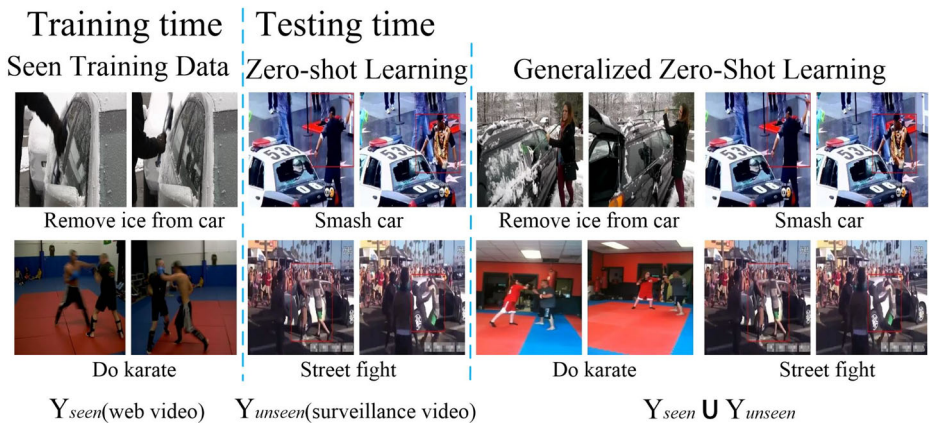 Training time
Testing time
Seen Training Data
Zero-shot Learning
Generalized Zero-Shot Learning
Remove ice from car
Smash car
Remove ice from car
Smash car
Do karate
Street fight
Do karate
Street fight
Yseen(web video)
Yunseen(surveillance video)
Yseen U Yunseen